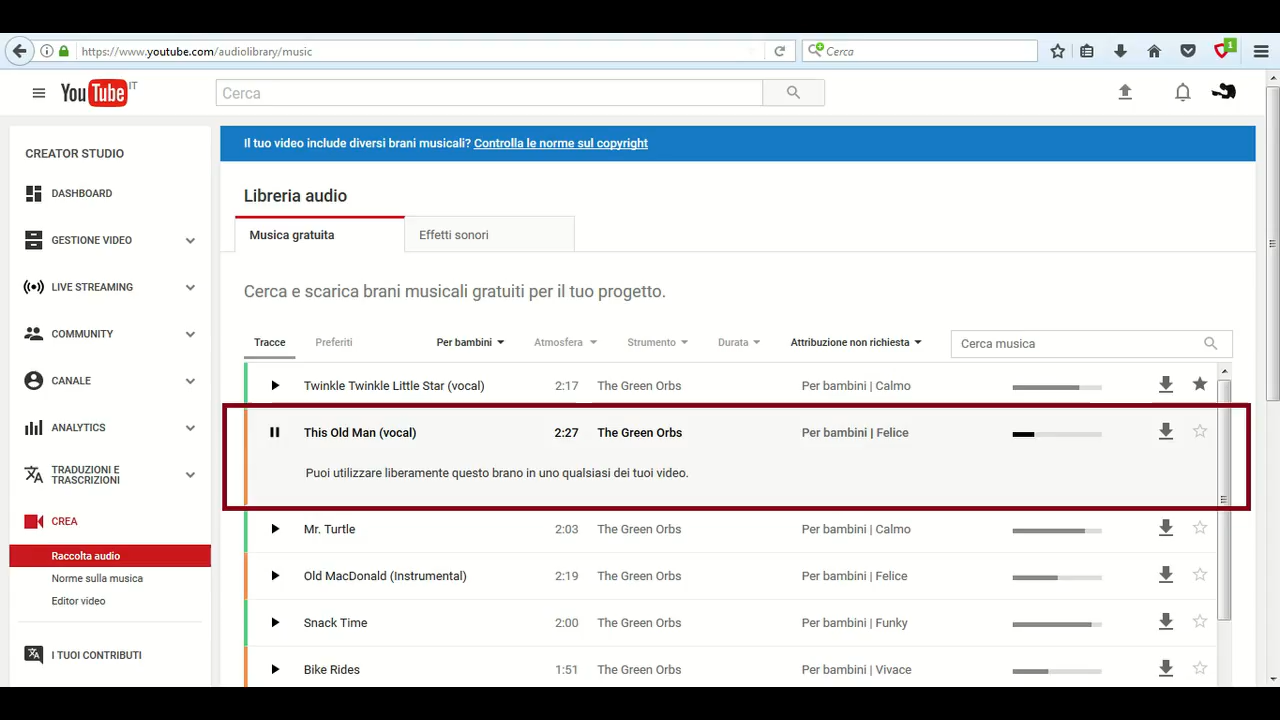 https://www.youtube.com/audiolibrary/music
Cerca
1
YouTube IT
Cerca
CREATOR STUDIO
DASHBOARD
GESTIONE VIDEO
LIVE STREAMING
COMMUNITY
CANALE
ANALYTICS
TRADUZIONI E
TRASCRIZIONI
CREA
Raccolta audio
Norme sulla musica
Editor video
I TUOI CONTRIBUTI
Il tuo video include diversi brani musicali? Controlla le norme sul copyright
Libreria audio
Musica gratuita Effetti sonori
Cerca e scarica brani musicali gratuiti per il tuo progetto.
Tracce Preferiti Per bambini Atmosfera Strumento Durata Attribuzione non richiesta Cerca musica
Twinkle Twinkle Little Star (vocal) 2:17 The Green Orbs Per bambini | Calmo
This Old Man (vocal) 2:27 The Green Orbs Per bambini | Felice
Puoi utilizzare liberamente questo brano in uno qualsiasi dei tuoi video.
Mr. Turtle 2:03 The Green Orbs Per bambini | Calmo
Old MacDonald (Instrumental) 2:19 The Green Orbs Per bambini | Felice
Snack Time 2:00 The Green Orbs Per bambini | Funky
Bike Rides 1:51 The Green Orbs Per bambini | Vivace